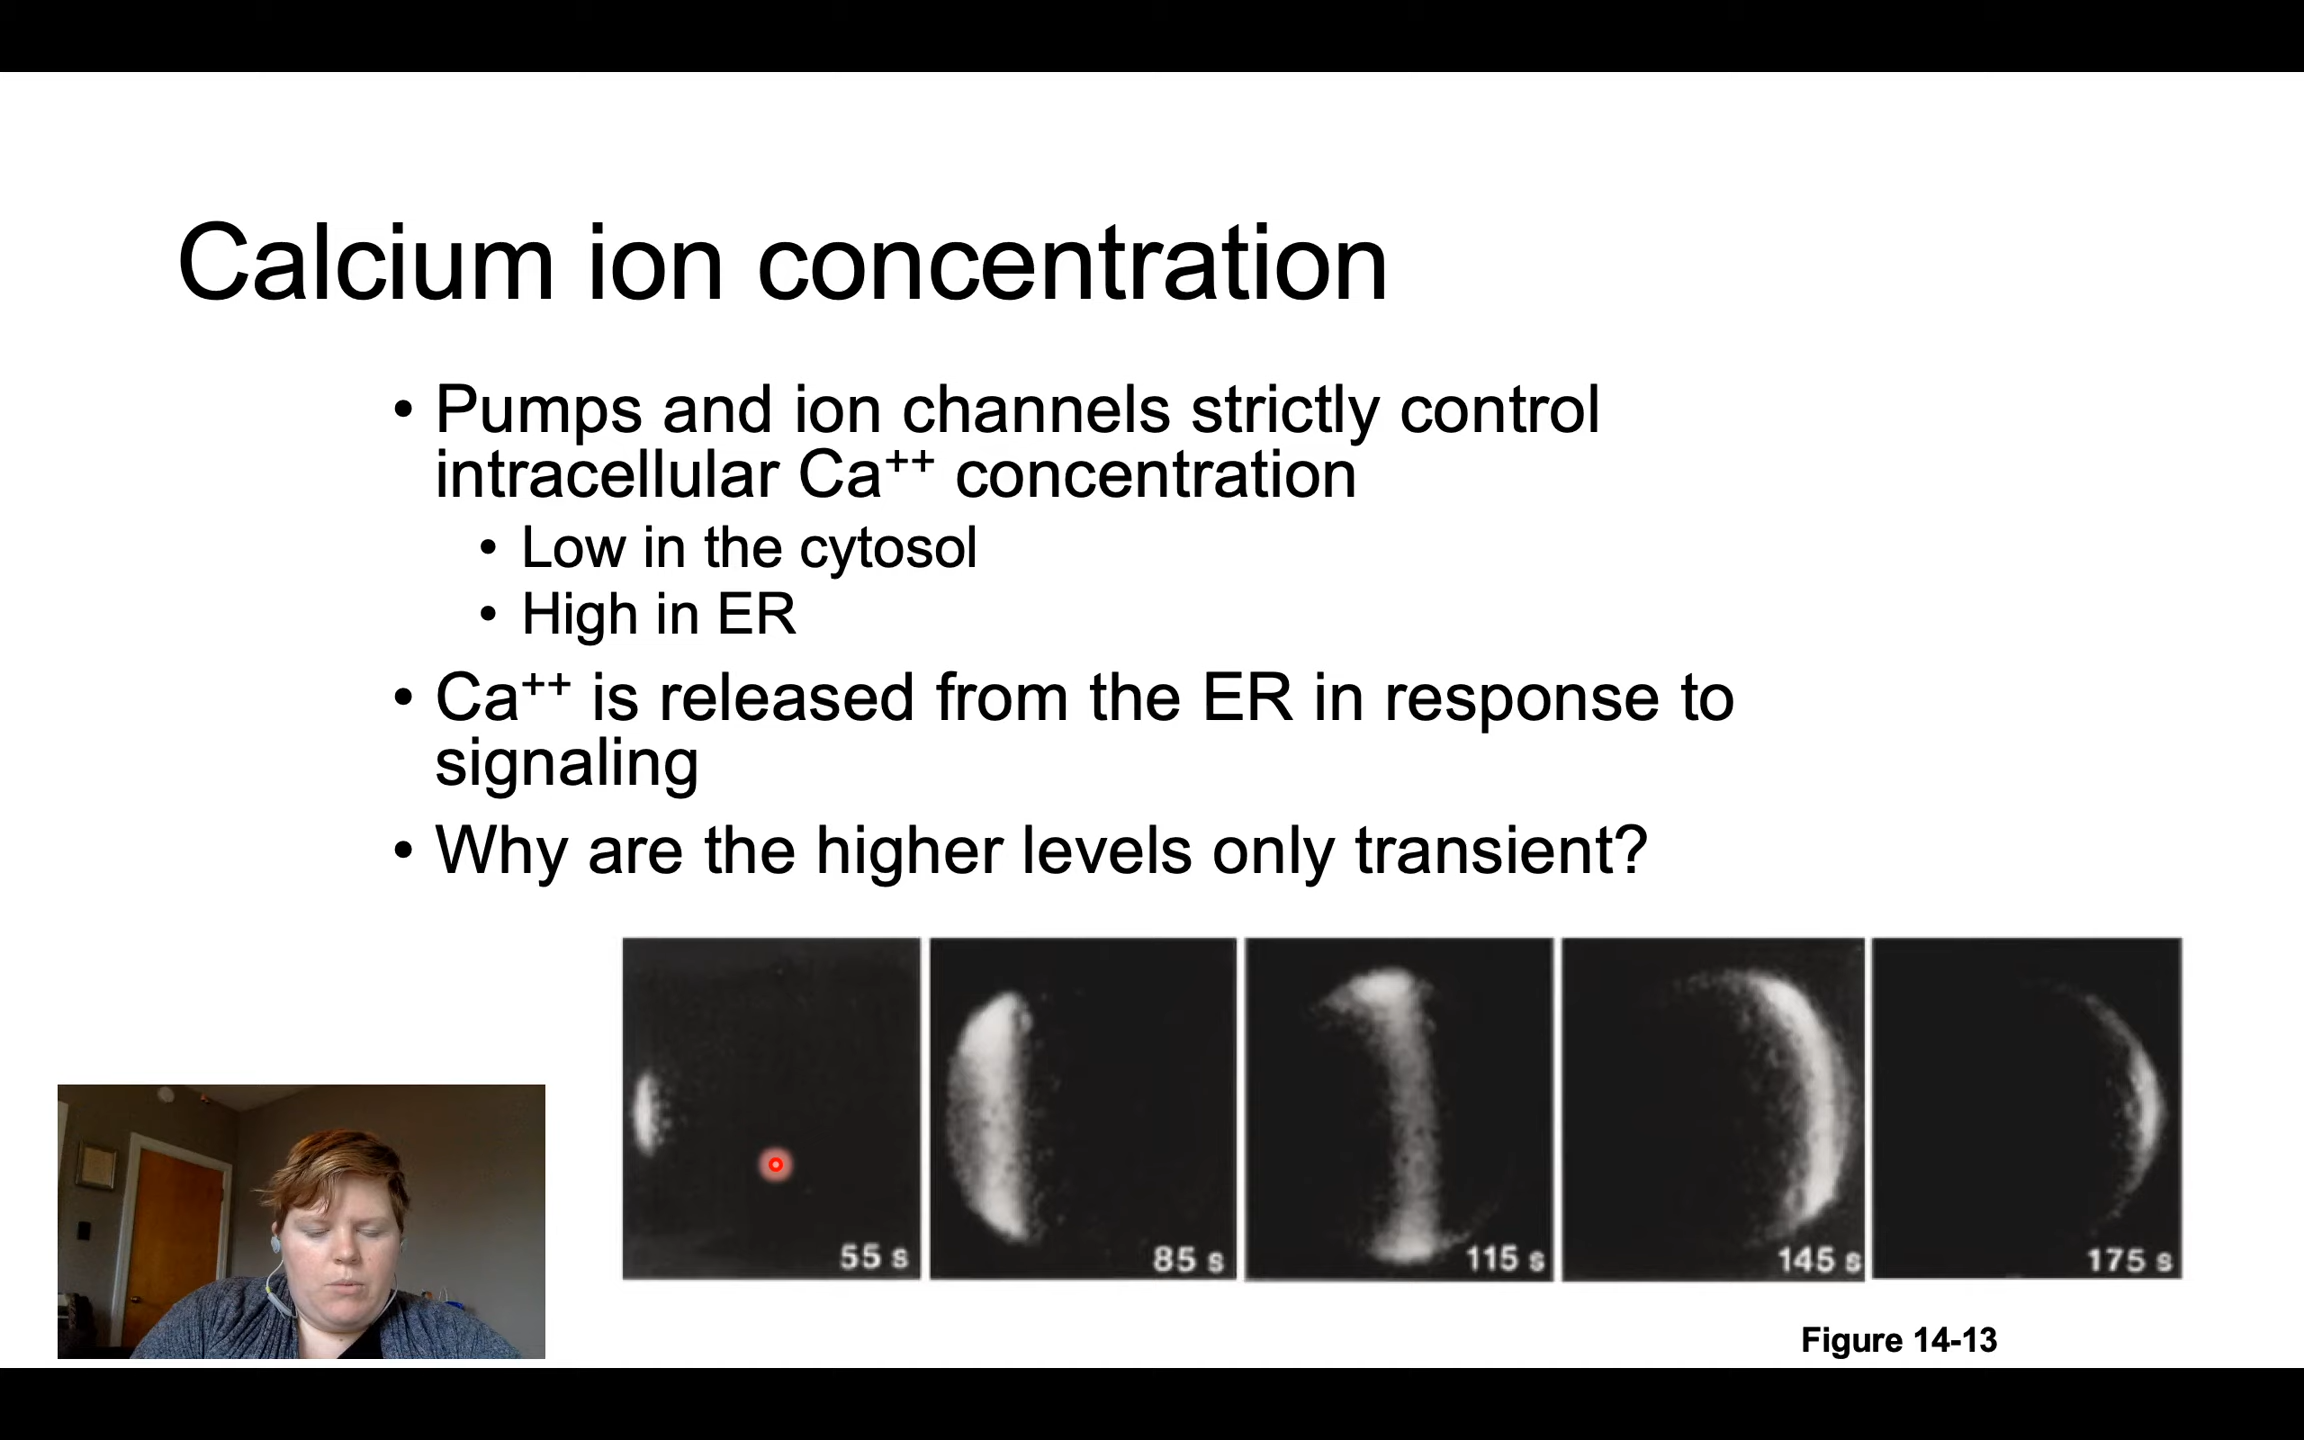 Calcium ion concentration
• Pumps and ion channels strictly control
intracellular Ca⁺⁺ concentration
• Low in the cytosol
• High in ER
• Ca⁺⁺ is released from the ER in response to
signaling
• Why are the higher levels only transient?
55 s
85 s
115 s
145 s
175 s
Figure 14-13